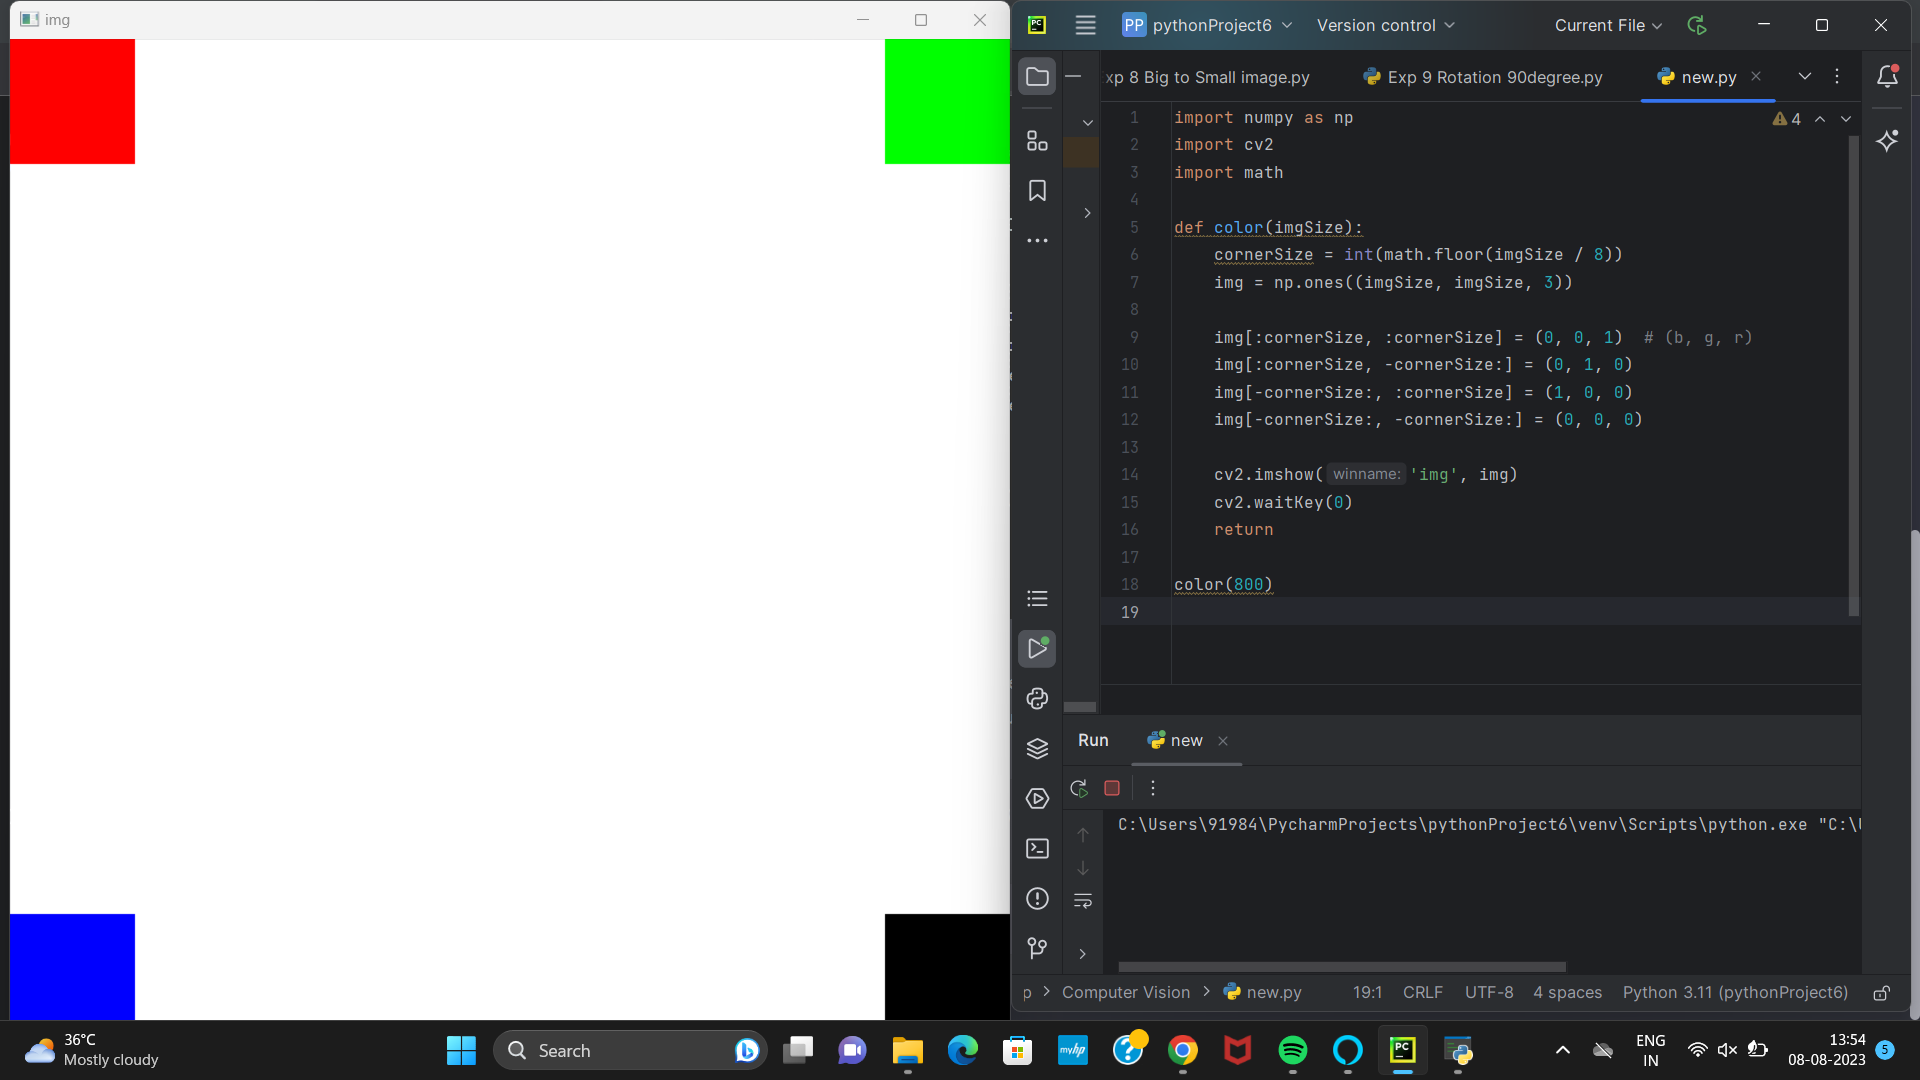 img
PP pythonProject6 Version control Current File
xp 8 Big to Small image.py Exp 9 Rotation 90degree.py new.py
4
1 import numpy as np
2 import cv2
3 import math
4
5 def color(imgSize):
6 cornerSize = int(math.floor(imgSize / 8))
7 img = np.ones((imgSize, imgSize, 3))
8
9 img[:cornerSize, :cornerSize] = (0, 0, 1)  # (b, g, r)
10 img[:cornerSize, -cornerSize:] = (0, 1, 0)
11 img[-cornerSize:, :cornerSize] = (1, 0, 0)
12 img[-cornerSize:, -cornerSize:] = (0, 0, 0)
13
14 cv2.imshow( winname: 'img', img)
15 cv2.waitKey(0)
16 return
17
18 color(800)
19
Run new
C:\Users\91984\PycharmProjects\pythonProject6\venv\Scripts\python.exe "C:\
p > Computer Vision > new.py 19:1 CRLF UTF-8 4 spaces Python 3.11 (pythonProject6)
36°C
Mostly cloudy
Search
myhp
PC
ENG
IN
13:54
08-08-2023
5